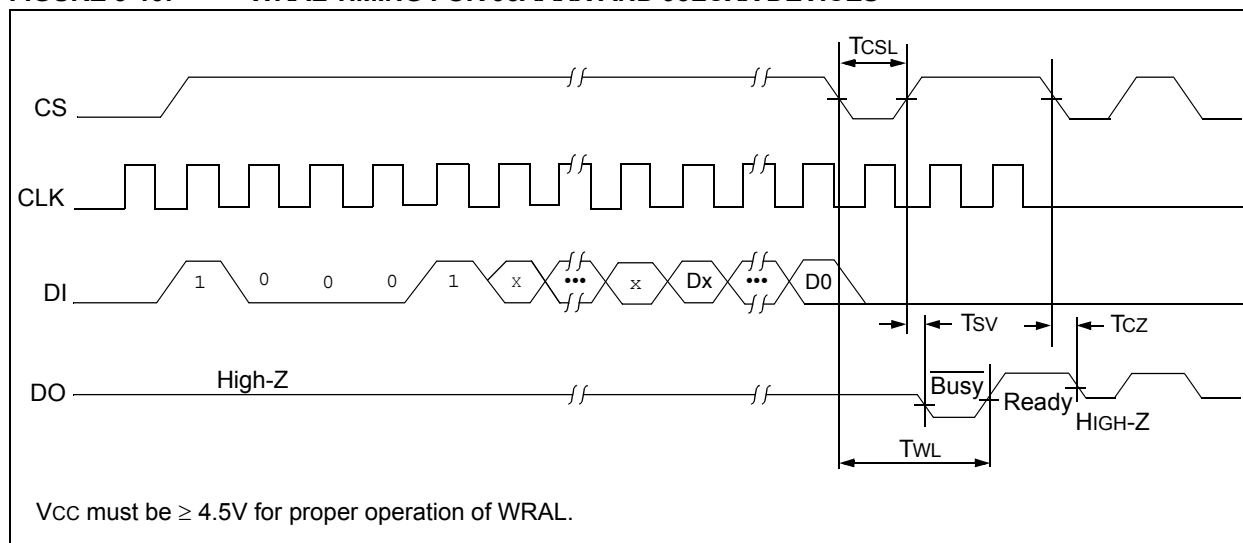 TCSL
CS
CLK
DI 1 0 0 0 1 x ••• x Dx ••• D0
TSV TCZ
DO High-Z Busy Ready HIGH-Z
TWL
VCC must be ≥ 4.5V for proper operation of WRAL.